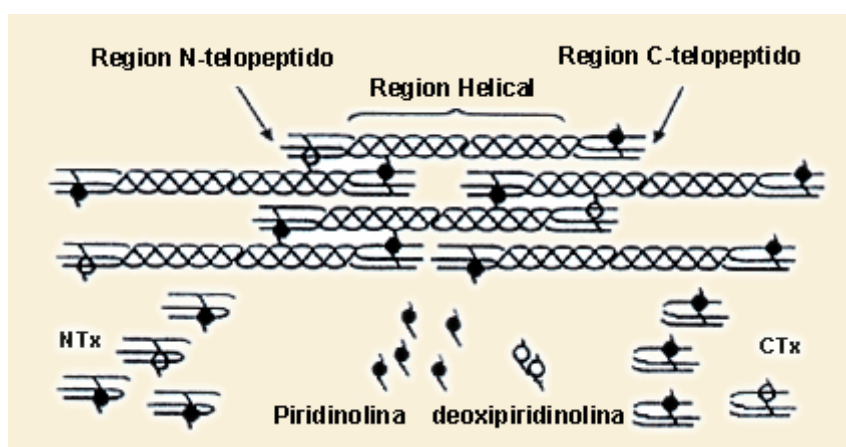 Region N-telopeptido
Region C-telopeptido
Region Helical
NTx
CTx
Piridinolina deoxipiridinolina